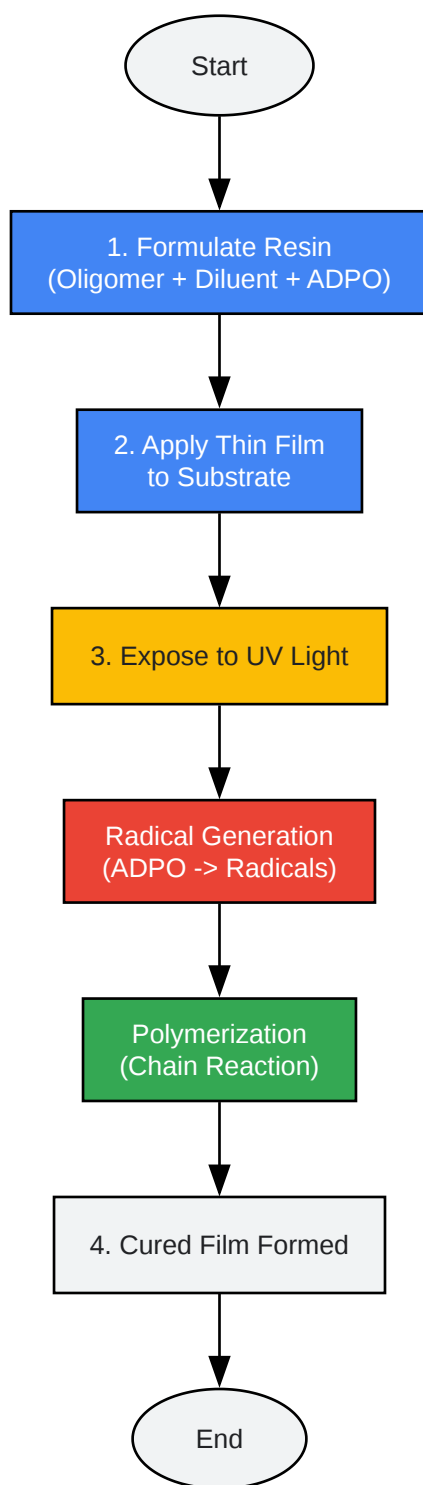 Start
1. Formulate Resin
(Oligomer + Diluent + ADPO)
2. Apply Thin Film
to Substrate
3. Expose to UV Light
Radical Generation
(ADPO -> Radicals)
Polymerization
(Chain Reaction)
4. Cured Film Formed
End